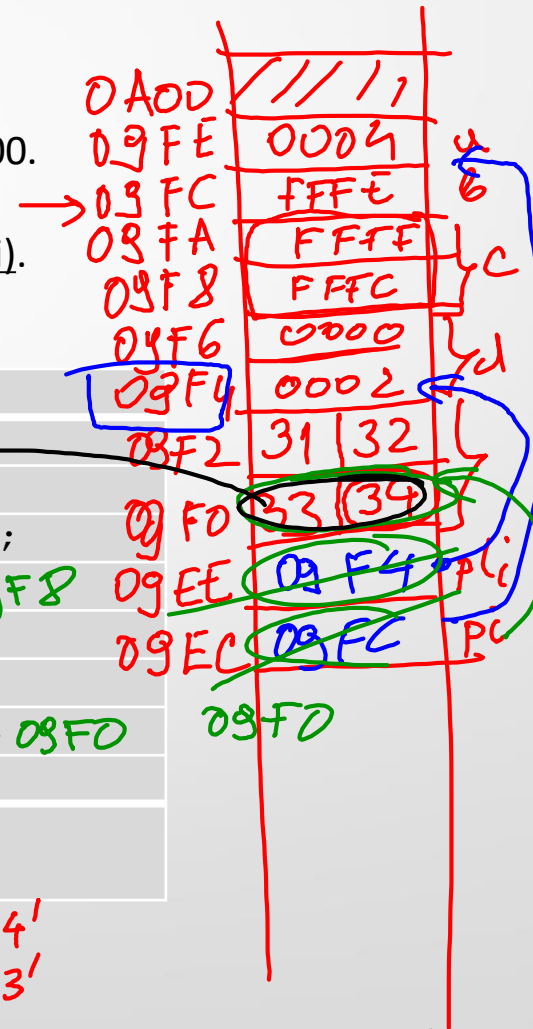 0A00
00.
09FE 0004 a
09FC FFFE b
09FA FFFF
i).
09F8 FFFC c
09F6 0000 d
09F4 0002
09F2 31 32
;
09F0 33 34
F8 09EE 09F4 pli
09EC 09FC pc
09F0 09F0
4'
3'